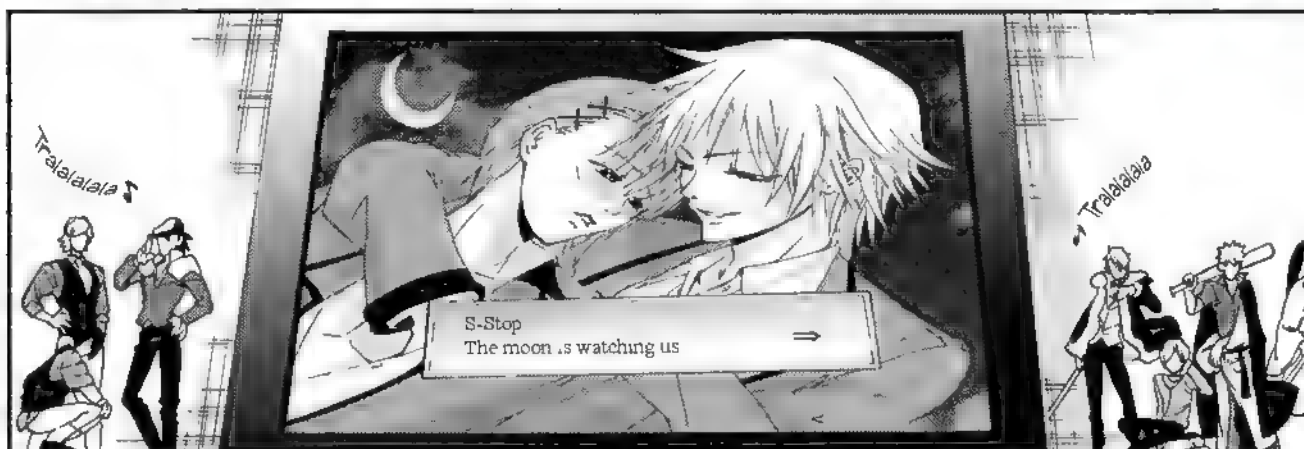 Tralalalala ♪
S-Stop ⇒
The moon is watching us
♪ Tralalalala